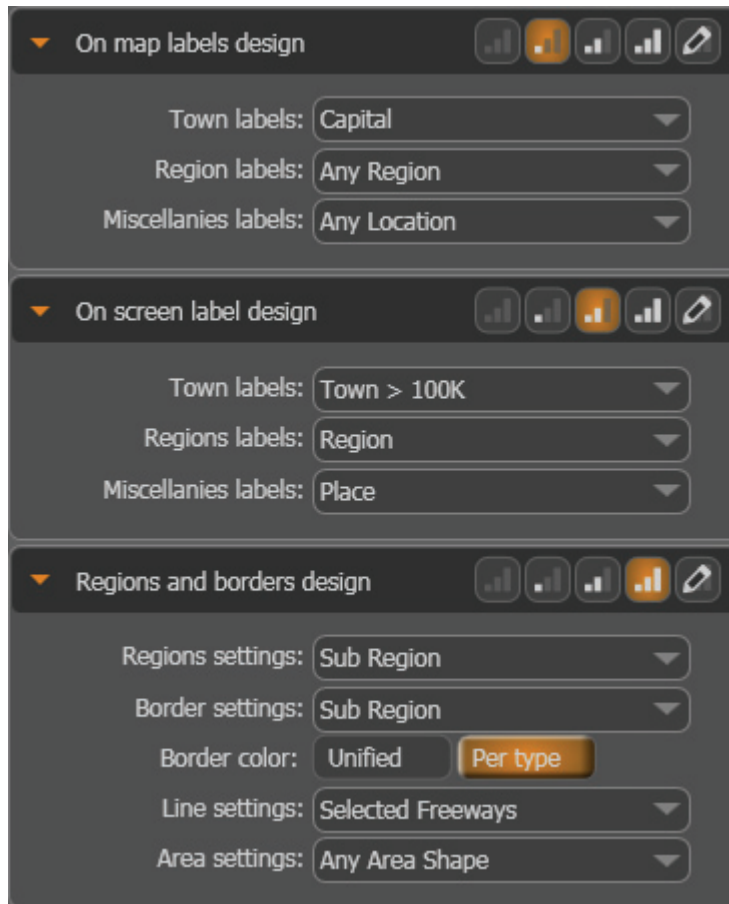 On map labels design
Town labels: Capital
Region labels: Any Region
Miscellanies labels: Any Location
On screen label design
Town labels: Town > 100K
Regions labels: Region
Miscellanies labels: Place
Regions and borders design
Regions settings: Sub Region
Border settings: Sub Region
Border color: Unified Per type
Line settings: Selected Freeways
Area settings: Any Area Shape